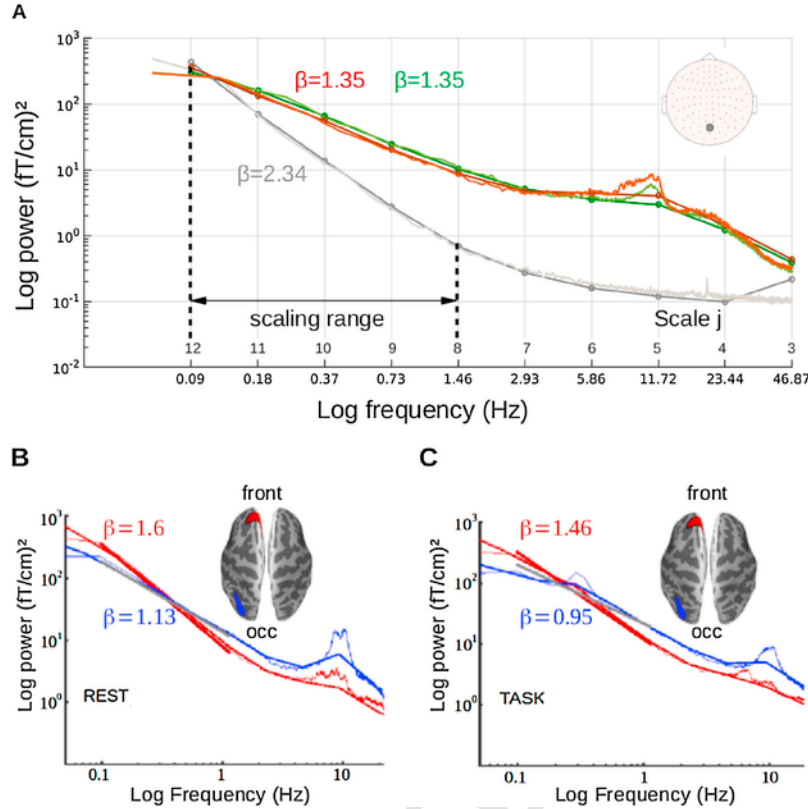 A
Log power (fT/cm)²
10³
10²
10¹
10⁰
10⁻¹
10⁻²
β=1.35 β=1.35
β=2.34
scaling range Scale j
12 11 10 9 8 7 6 5 4 3
0.09 0.18 0.37 0.73 1.46 2.93 5.86 11.72 23.44 46.87
Log frequency (Hz)
B
Log power (fT/cm)²
10³
10²
10¹
10⁰
front
β=1.6
β=1.13
occ
REST
0.1 1 10
Log Frequency (Hz)
C
Log power (fT/cm)²
10³
10²
10¹
10⁰
front
β=1.46
β=0.95
occ
TASK
0.1 1 10
Log Frequency (Hz)